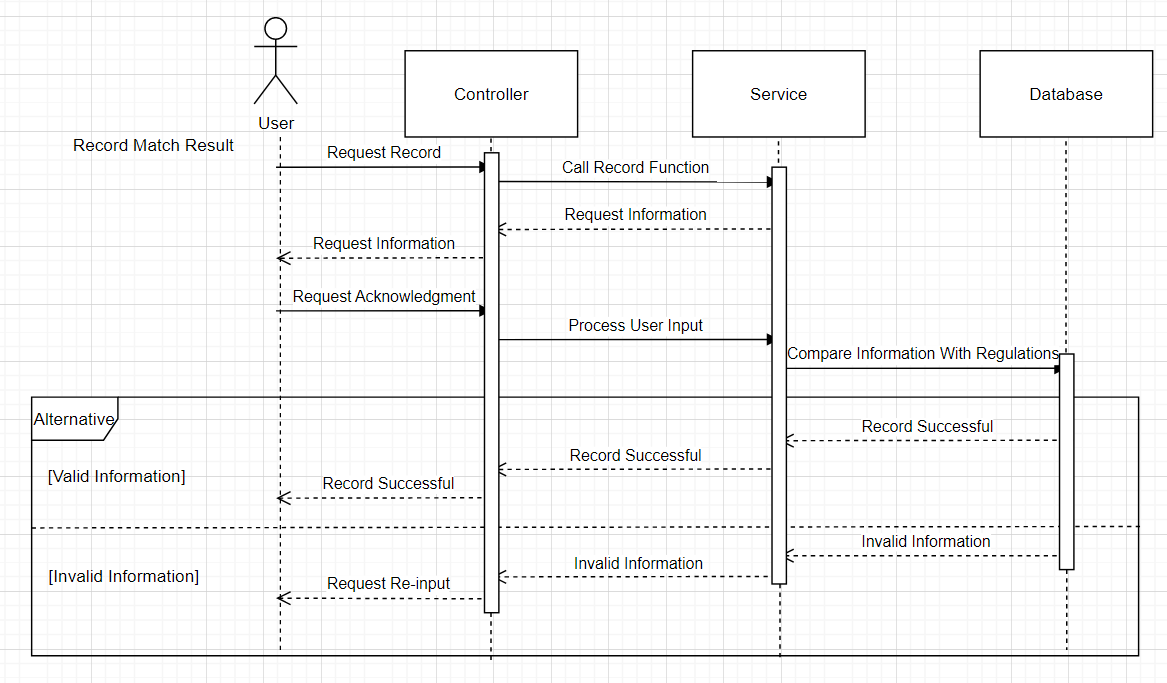 User
Controller
Service
Database
Record Match Result
Request Record
Call Record Function
Request Information
Request Information
Request Acknowledgment
Process User Input
Compare Information With Regulations
Alternative
Record Successful
Record Successful
[Valid Information]
Record Successful
Invalid Information
Invalid Information
[Invalid Information]
Request Re-input